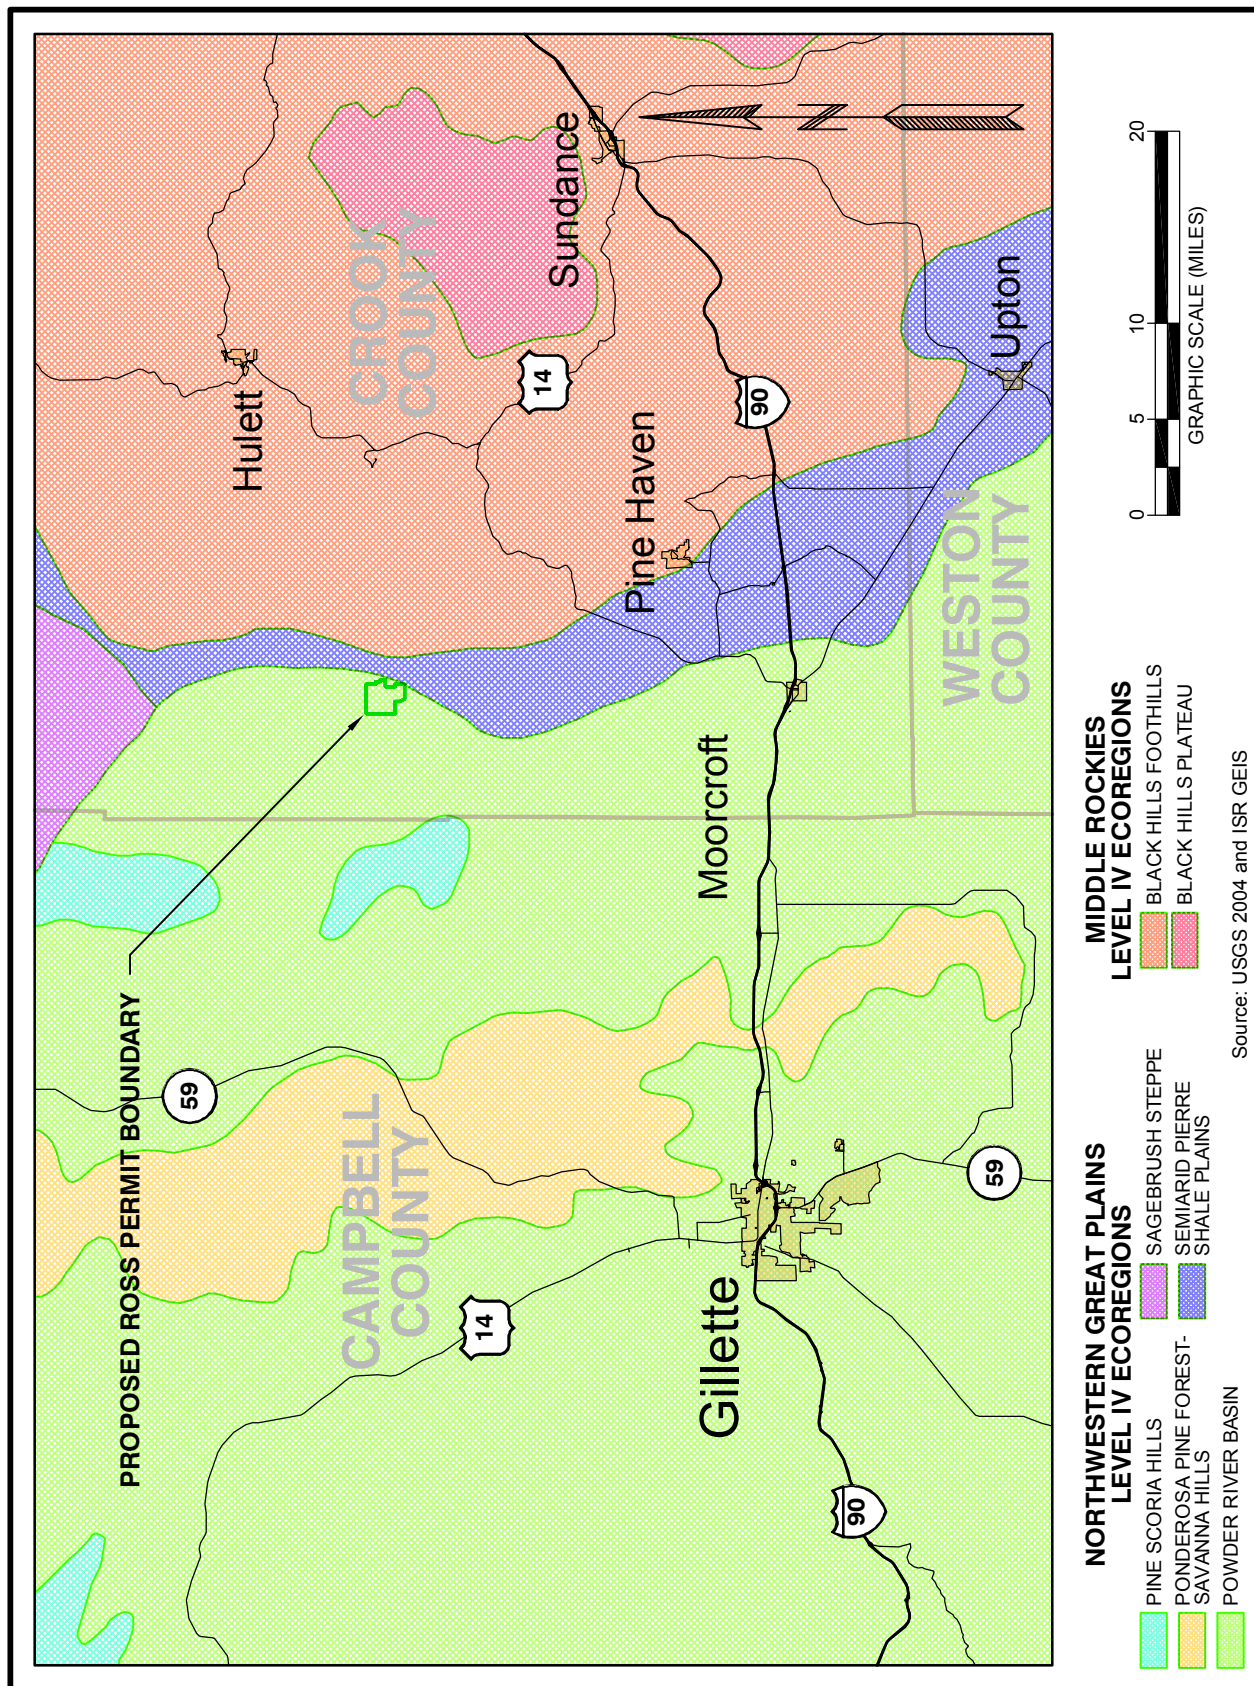 PROPOSED ROSS PERMIT BOUNDARY
59
CAMPBELL
COUNTY
14
Gillette
90
59
Moorcroft
Hulett
CROOK
COUNTY
14
Sundance
Pine Haven
90
WESTON
COUNTY
Upton
N
NORTHWESTERN GREAT PLAINS
LEVEL IV ECOREGIONS
PINE SCORIA HILLS
PONDEROSA PINE FOREST-
SAVANNA HILLS
POWDER RIVER BASIN
SAGEBRUSH STEPPE
SEMIARID PIERRE
SHALE PLAINS
MIDDLE ROCKIES
LEVEL IV ECOREGIONS
BLACK HILLS FOOTHILLS
BLACK HILLS PLATEAU
0 5 10 20
GRAPHIC SCALE (MILES)
Source: USGS 2004 and ISR GEIS